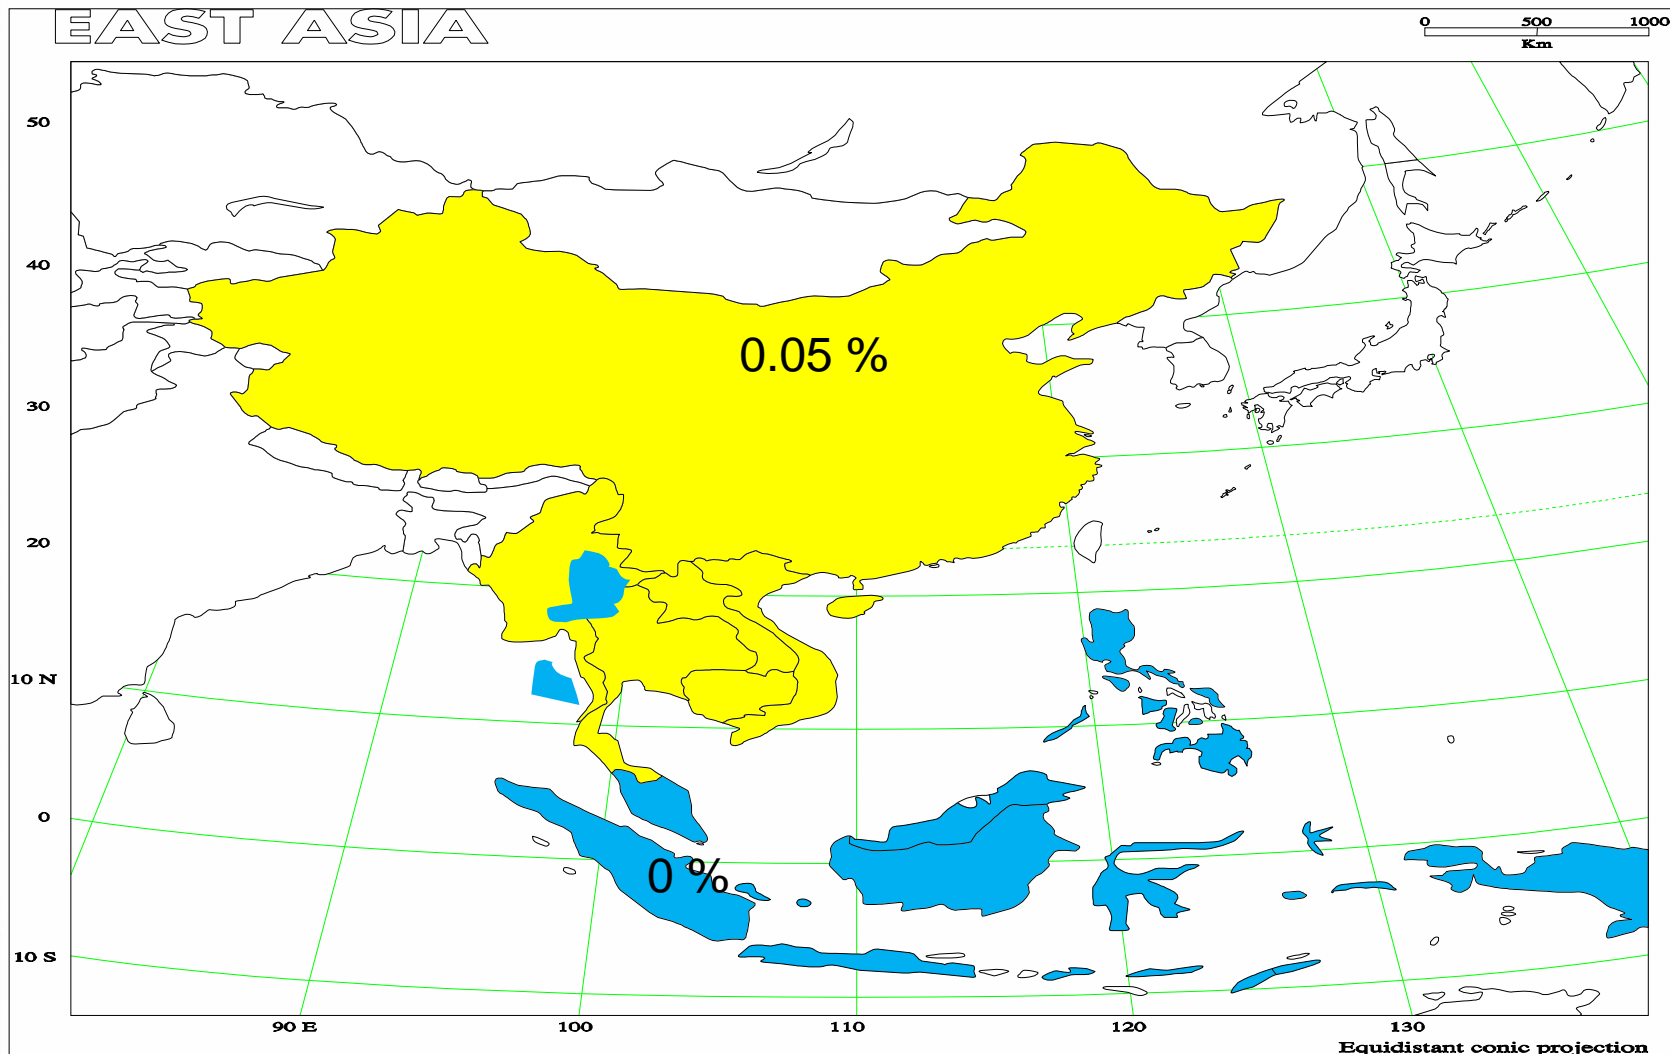 EAST ASIA
0 500 1000
Km
50
40
30
20
10 N
0
10 S
0.05 %
0 %
90 E 100 110 120 130
Equidistant conic projection